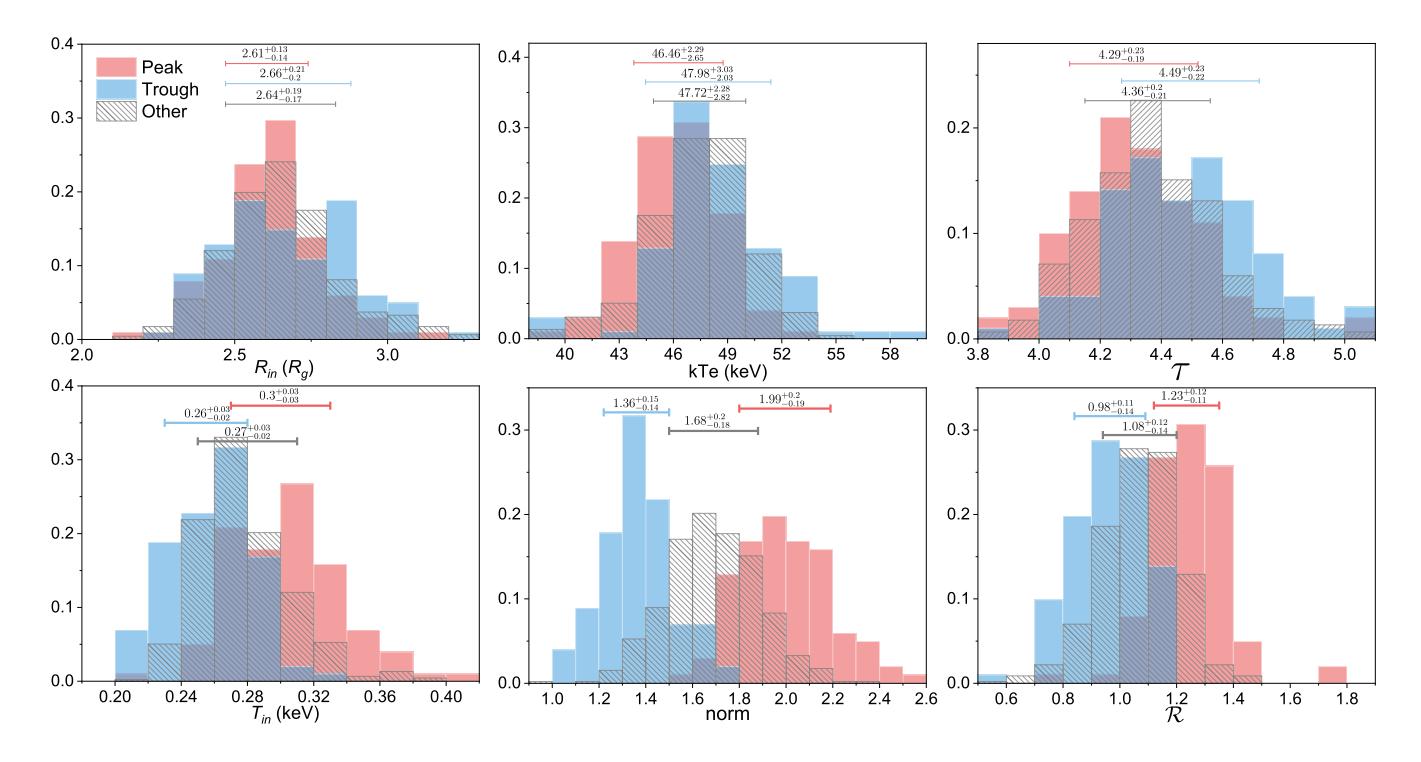 0.4
0.3
0.2
0.1
0.0
2.0 2.5 3.0
R_in (R_g)
Peak
Trough
Other
2.61^{+0.13}_{-0.14}
2.66^{+0.21}_{-0.2}
2.64^{+0.19}_{-0.17}
0.4
0.3
0.2
0.1
0.0
40 43 46 49 52 55 58
kTe (keV)
46.46^{+2.29}_{-2.65}
47.98^{+3.03}_{-2.03}
47.72^{+2.28}_{-2.82}
0.2
0.1
0.0
3.8 4.0 4.2 4.4 4.6 4.8 5.0
𝒯
4.29^{+0.23}_{-0.19}
4.49^{+0.23}_{-0.22}
4.36^{+0.2}_{-0.21}
0.4
0.3
0.2
0.1
0.0
0.20 0.24 0.28 0.32 0.36 0.40
T_in (keV)
0.3^{+0.03}_{-0.03}
0.26^{+0.03}_{-0.02}
0.27^{+0.03}_{-0.02}
0.3
0.2
0.1
0.0
1.0 1.2 1.4 1.6 1.8 2.0 2.2 2.4 2.6
norm
1.36^{+0.15}_{-0.14}
1.99^{+0.2}_{-0.19}
1.68^{+0.2}_{-0.18}
0.3
0.2
0.1
0.0
0.6 0.8 1.0 1.2 1.4 1.6 1.8
ℛ
1.23^{+0.12}_{-0.11}
0.98^{+0.11}_{-0.14}
1.08^{+0.12}_{-0.14}